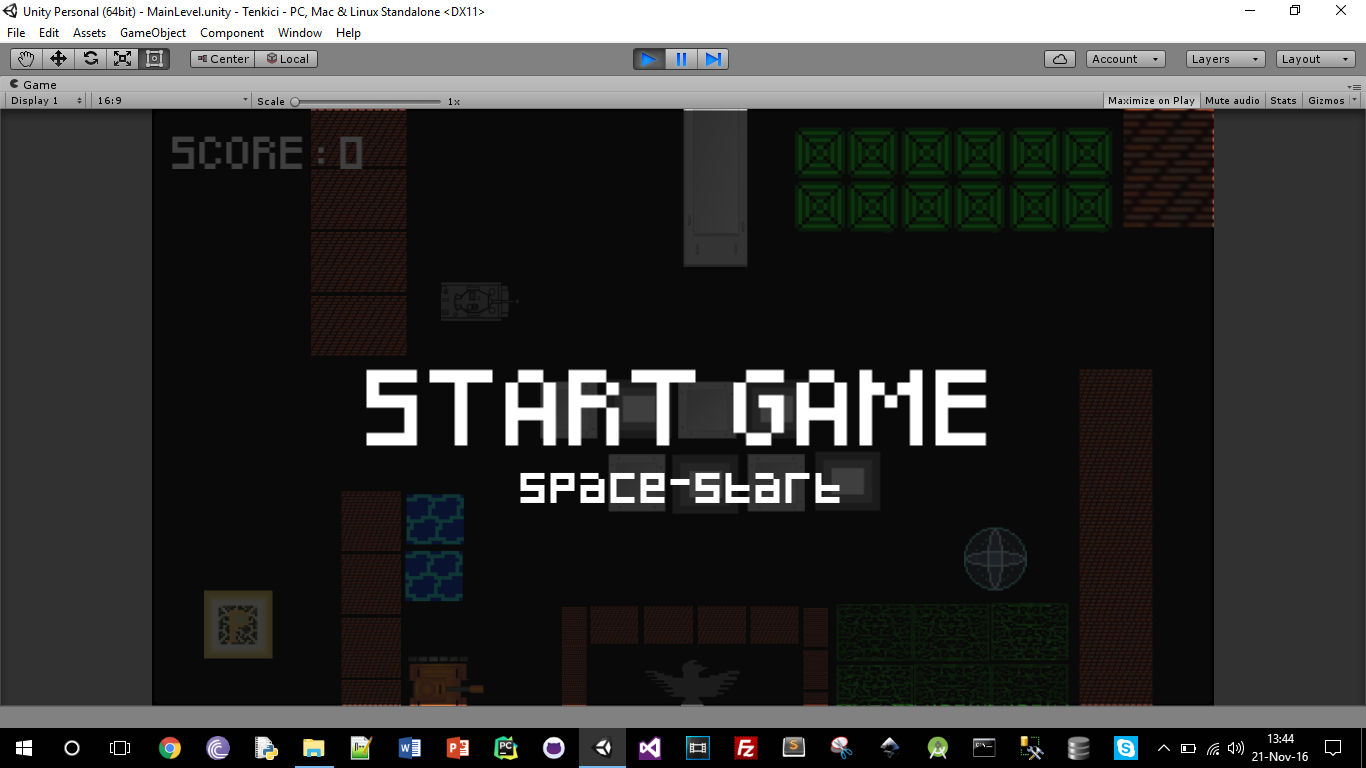 Unity Personal (64bit) - MainLevel.unity - Tenkici - PC, Mac & Linux Standalone <DX11>
File Edit Assets GameObject Component Window Help
Center Local Account Layers Layout
Game
Display 1 16:9 Scale 1x Maximize on Play Mute audio Stats Gizmos
SCORE:0
START GAME
space-start
13:44
21-Nov-16